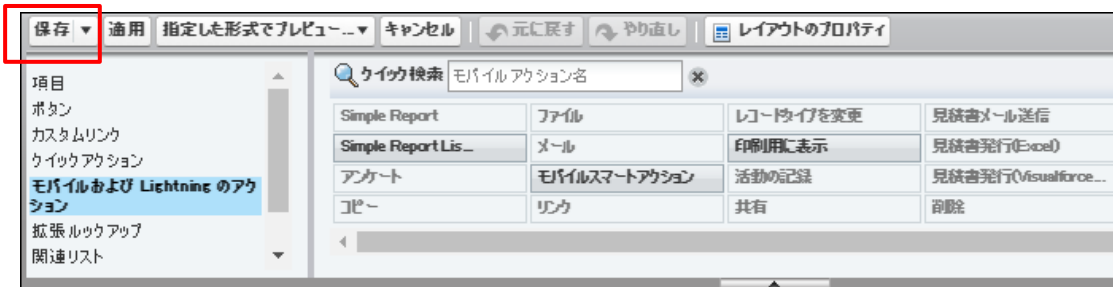 保存 ▼ 適用 指定した形式でプレビュー...▼ キャンセル 元に戻す やり直し レイアウトのプロパティ
項目
ボタン
カスタムリンク
クイックアクション
モバイルおよび Lightning のアク
ション
拡張ルックアップ
関連リスト
クイック検索 モバイルアクション名
Simple Report ファイル レコードタイプを変更 見積書メール送信
Simple Report Lis... メール 印刷用に表示 見積書発行(Excel)
アンケート モバイルスマートアクション 活動の記録 見積書発行(Visualforce...
コピー リンク 共有 削除